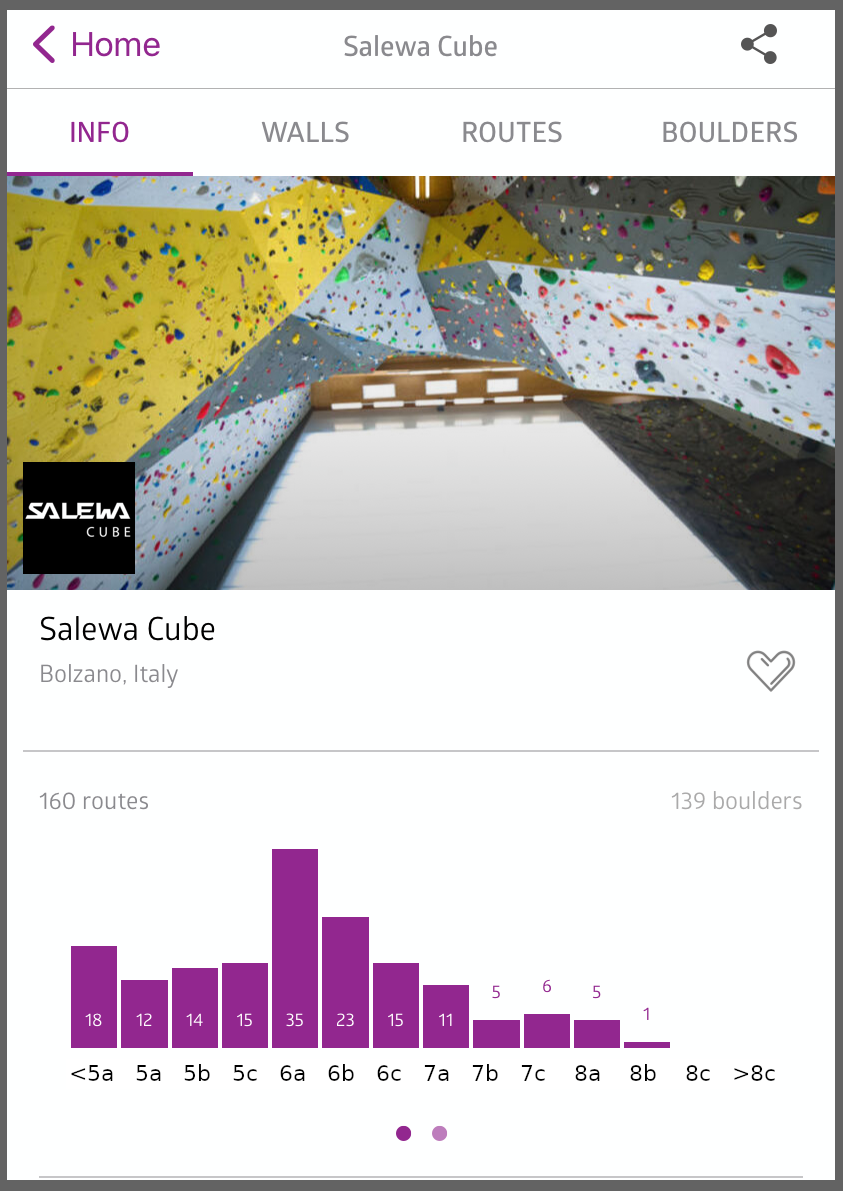 Home
Salewa Cube
INFO
WALLS
ROUTES
BOULDERS
SALEWA
CUBE
Salewa Cube
Bolzano, Italy
160 routes
139 boulders
18 12 14 15 35 23 15 11 5 6 5 1
<5a 5a 5b 5c 6a 6b 6c 7a 7b 7c 8a 8b 8c >8c